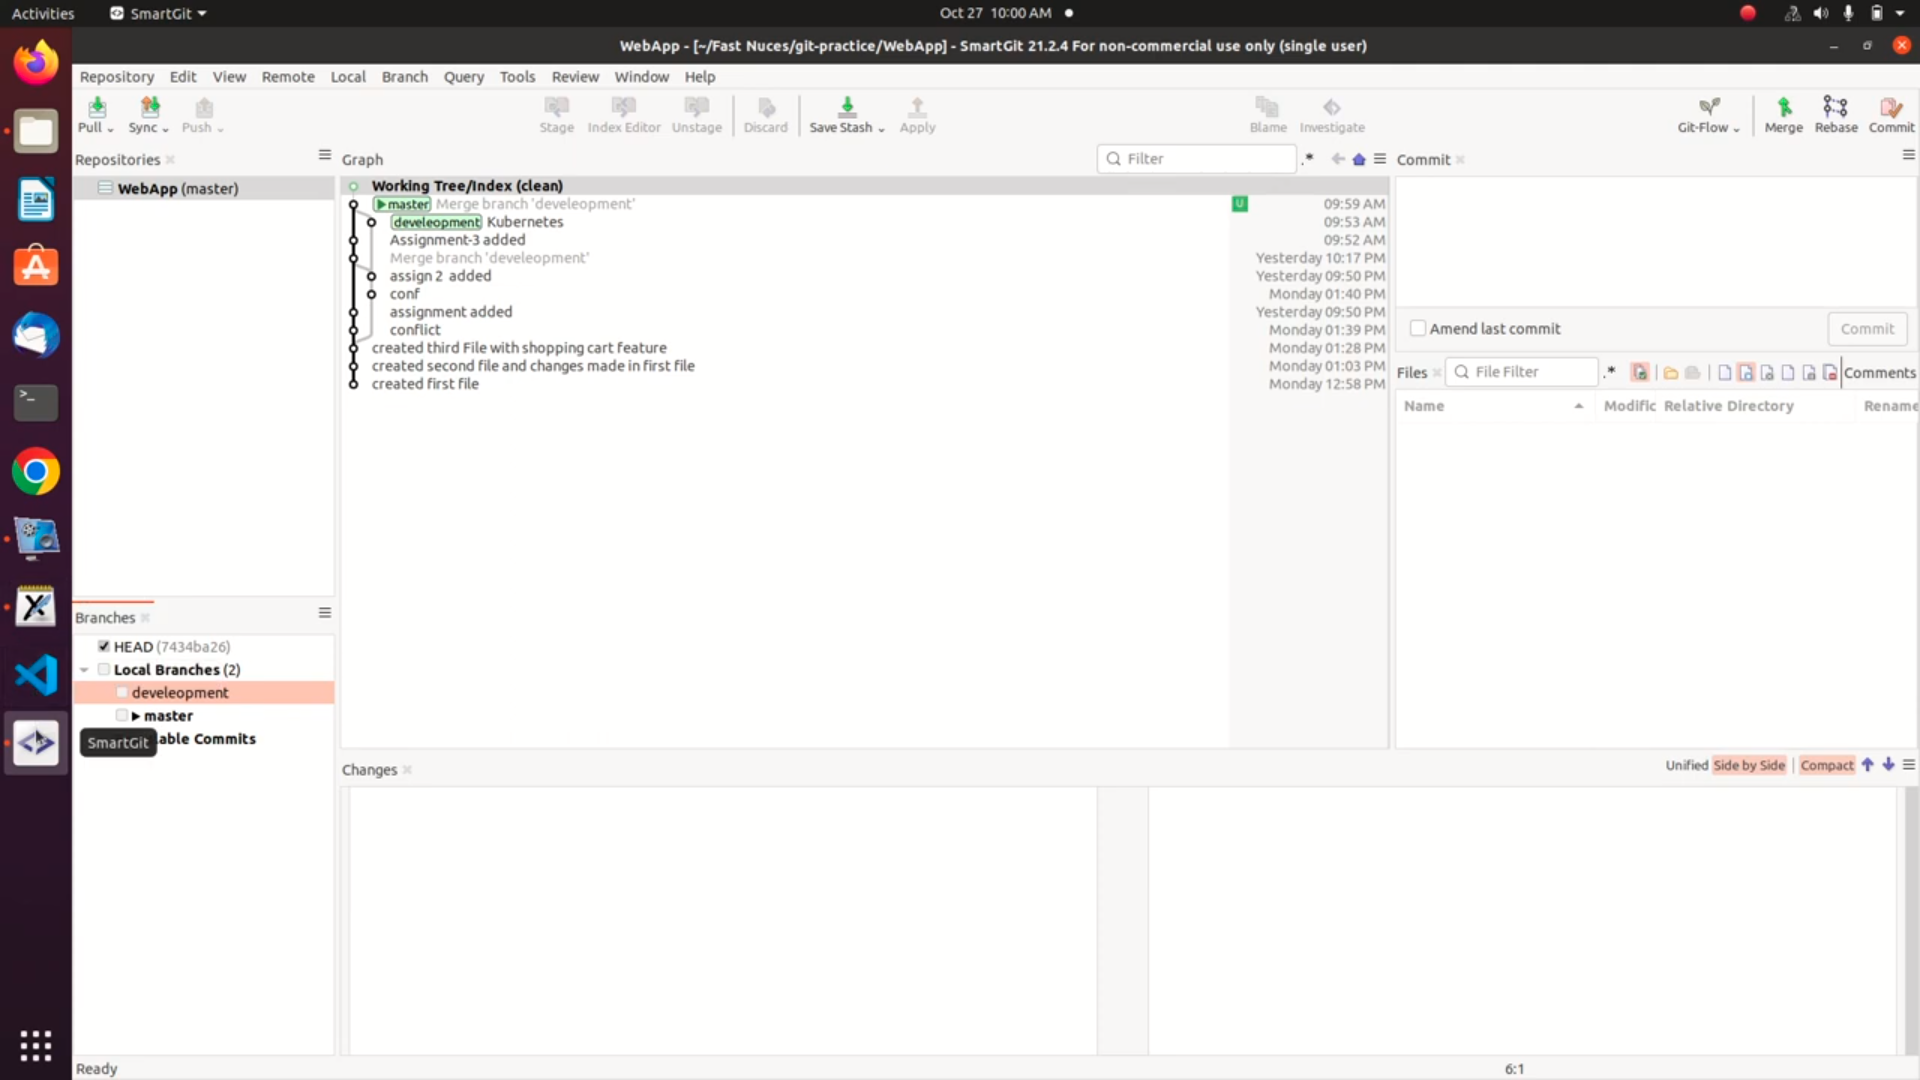 Activities SmartGit Oct 27 10:00 AM
WebApp - [~/Fast Nuces/git-practice/WebApp] - SmartGit 21.2.4 For non-commercial use only (single user)
Repository Edit View Remote Local Branch Query Tools Review Window Help
Pull Sync Push Stage Index Editor Unstage Discard Save Stash Apply Blame Investigate Git-Flow Merge Rebase Commit
Repositories
WebApp (master)
Graph Filter .*
Working Tree/Index (clean)
master Merge branch 'develeopment' U 09:59 AM
develeopment Kubernetes 09:53 AM
Assignment-3 added 09:52 AM
Merge branch 'develeopment' Yesterday 10:17 PM
assign 2 added Yesterday 09:50 PM
conf Monday 01:40 PM
assignment added Yesterday 09:50 PM
conflict Monday 01:39 PM
created third File with shopping cart feature Monday 01:28 PM
created second file and changes made in first file Monday 01:03 PM
created first file Monday 12:58 PM
Commit
Amend last commit Commit
Files File Filter .* Comments
Name Modific Relative Directory Rename
Branches
HEAD (7434ba26)
Local Branches (2)
develeopment
master
SmartGit able Commits
Changes Unified Side by Side Compact
Ready 6:1